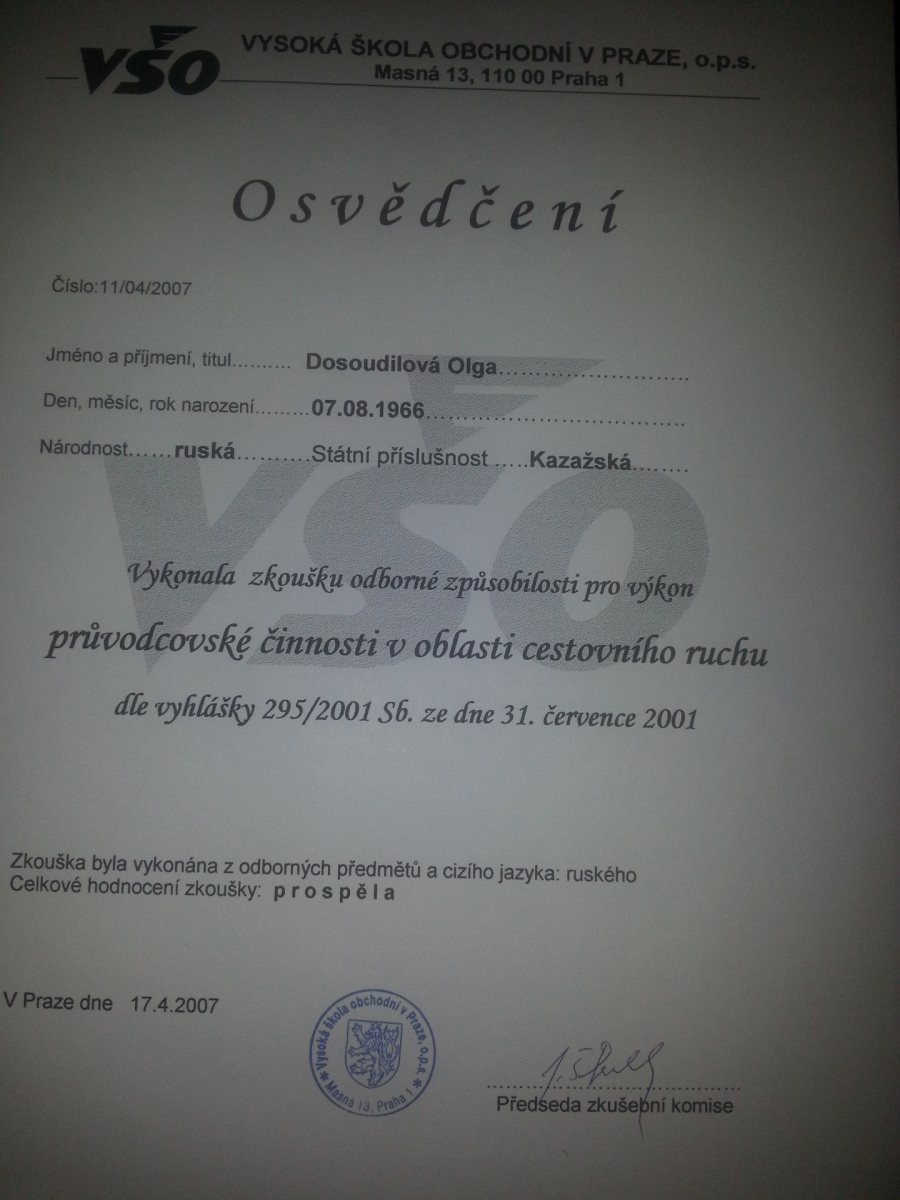 VŠO
VYSOKÁ ŠKOLA OBCHODNÍ V PRAZE, o.p.s.
Masná 13, 110 00 Praha 1
Osvědčení
Číslo:11/04/2007
Jméno a příjmení, titul.......... Dosoudilová Olga..............................
Den, měsíc, rok narození.........07.08.1966..........................................
Národnost......ruská..........Státní příslušnost .....Kazažská........
VŠO
Vykonala zkoušku odborné způsobilosti pro výkon
průvodcovské činnosti v oblasti cestovního ruchu
dle vyhlášky 295/2001 Sb. ze dne 31. července 2001
Zkouška byla vykonána z odborných předmětů a cizího jazyka: ruského
Celkové hodnocení zkoušky: prospěla
V Praze dne 17.4.2007
Vysoká škola obchodní v Praze, o.p.s.
Masná 13, Praha 1
Předseda zkušební komise